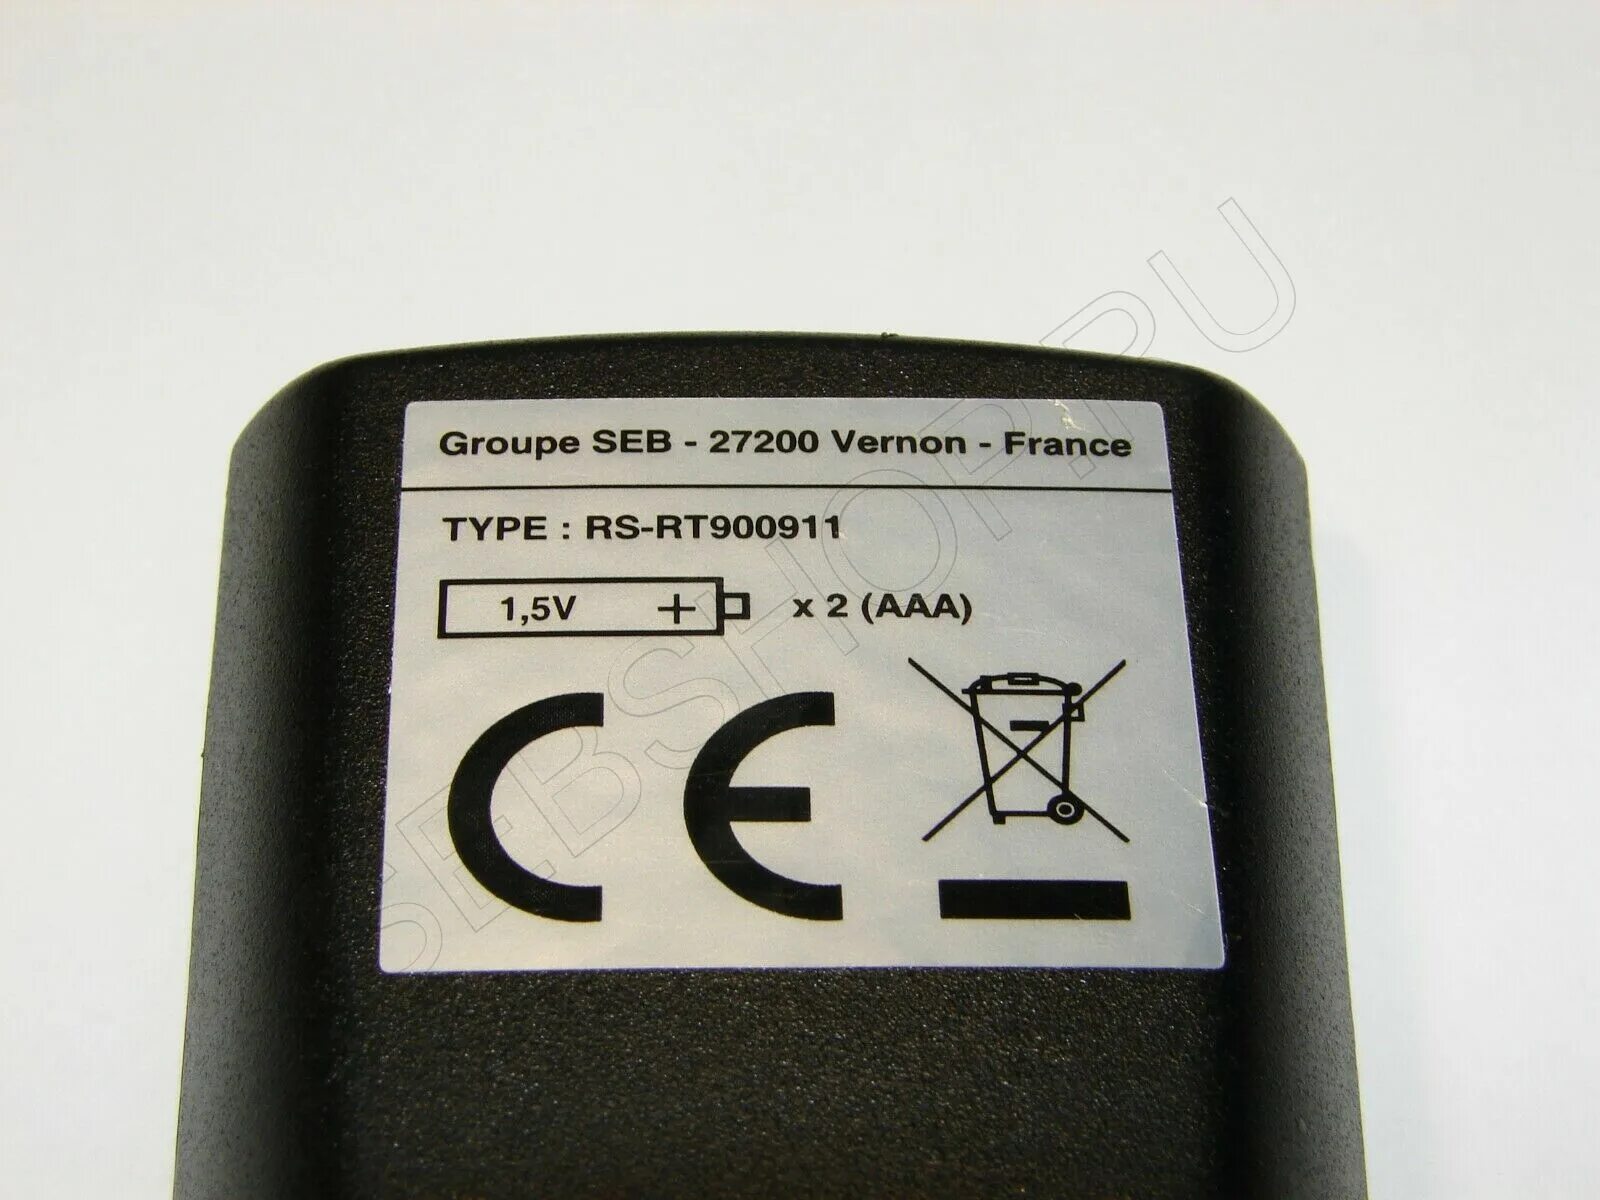 Groupe SEB - 27200 Vernon - France
TYPE : RS-RT900911
1,5V + x 2 (AAA)
CE
SEBSHOP.RU